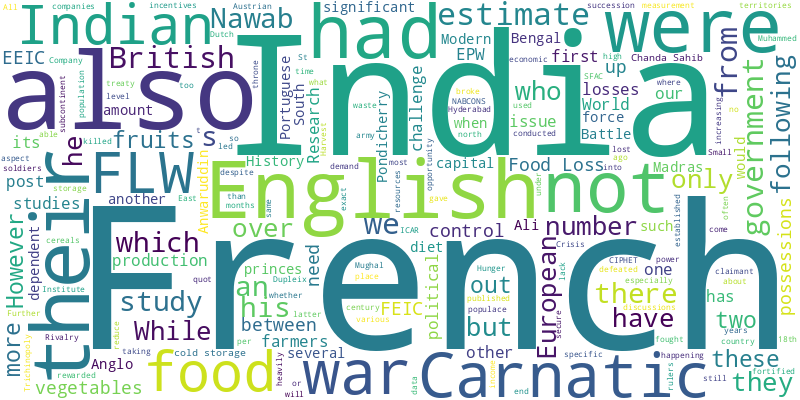 Indian
also
their
FLW
India
had
were
French
English
not
Carnatic
war
food
Nawab
estimate
significant
from
British
EEIC
amount
fruits
't
s
its
he
studies
post
another
However
more
dependent
which
study
While
production
an
his
over
Anglo
vegetables
cold storage
farmers
between
several
need
princes
we
control
diet
political
FEIC
but
out
other
Ali
European
number
such
only
have
there
one
has
two
these
they
government
following
possessions
Madras
would
our
World
losses
force
Battle
issue
who
up
first
Bengal
Modern
EPW
challenge
when
capital
Food Loss
Pondicherry
Research
History
South
Portuguese
Anwaruddin
Chanda Sahib
Austrian
incentives
succession
measurement
territories
Muhammed
companies
Dutch
Company
treaty
population
level
subcontinent
too
throne
St
time
what
economic
high
SFAC
where
used
no
increasing
NABCONS
Hyderabad
north
conducted
broke
waste
army
lost
ago
into
Small
aspect
soldiers
killed
able
so
led
despite
demand
most
opportunity
resources
gave
under
than
months
East
storage
cereals
Institute
Further
Rivalry
reduce
quot
Dupleix
whether
latter
per
taking
rewarded
heavily
or
will
Trichinopoly
Mughal
place
century
various
exact
same
ICAR
Hunger
published
populace
data
end
income
specific
secure
lack
Crisis
CIPHET
defeated
discussions
especially
power
claimant
about
often
come
established
years
country
18th
fought
happening
rulers
still
fortified